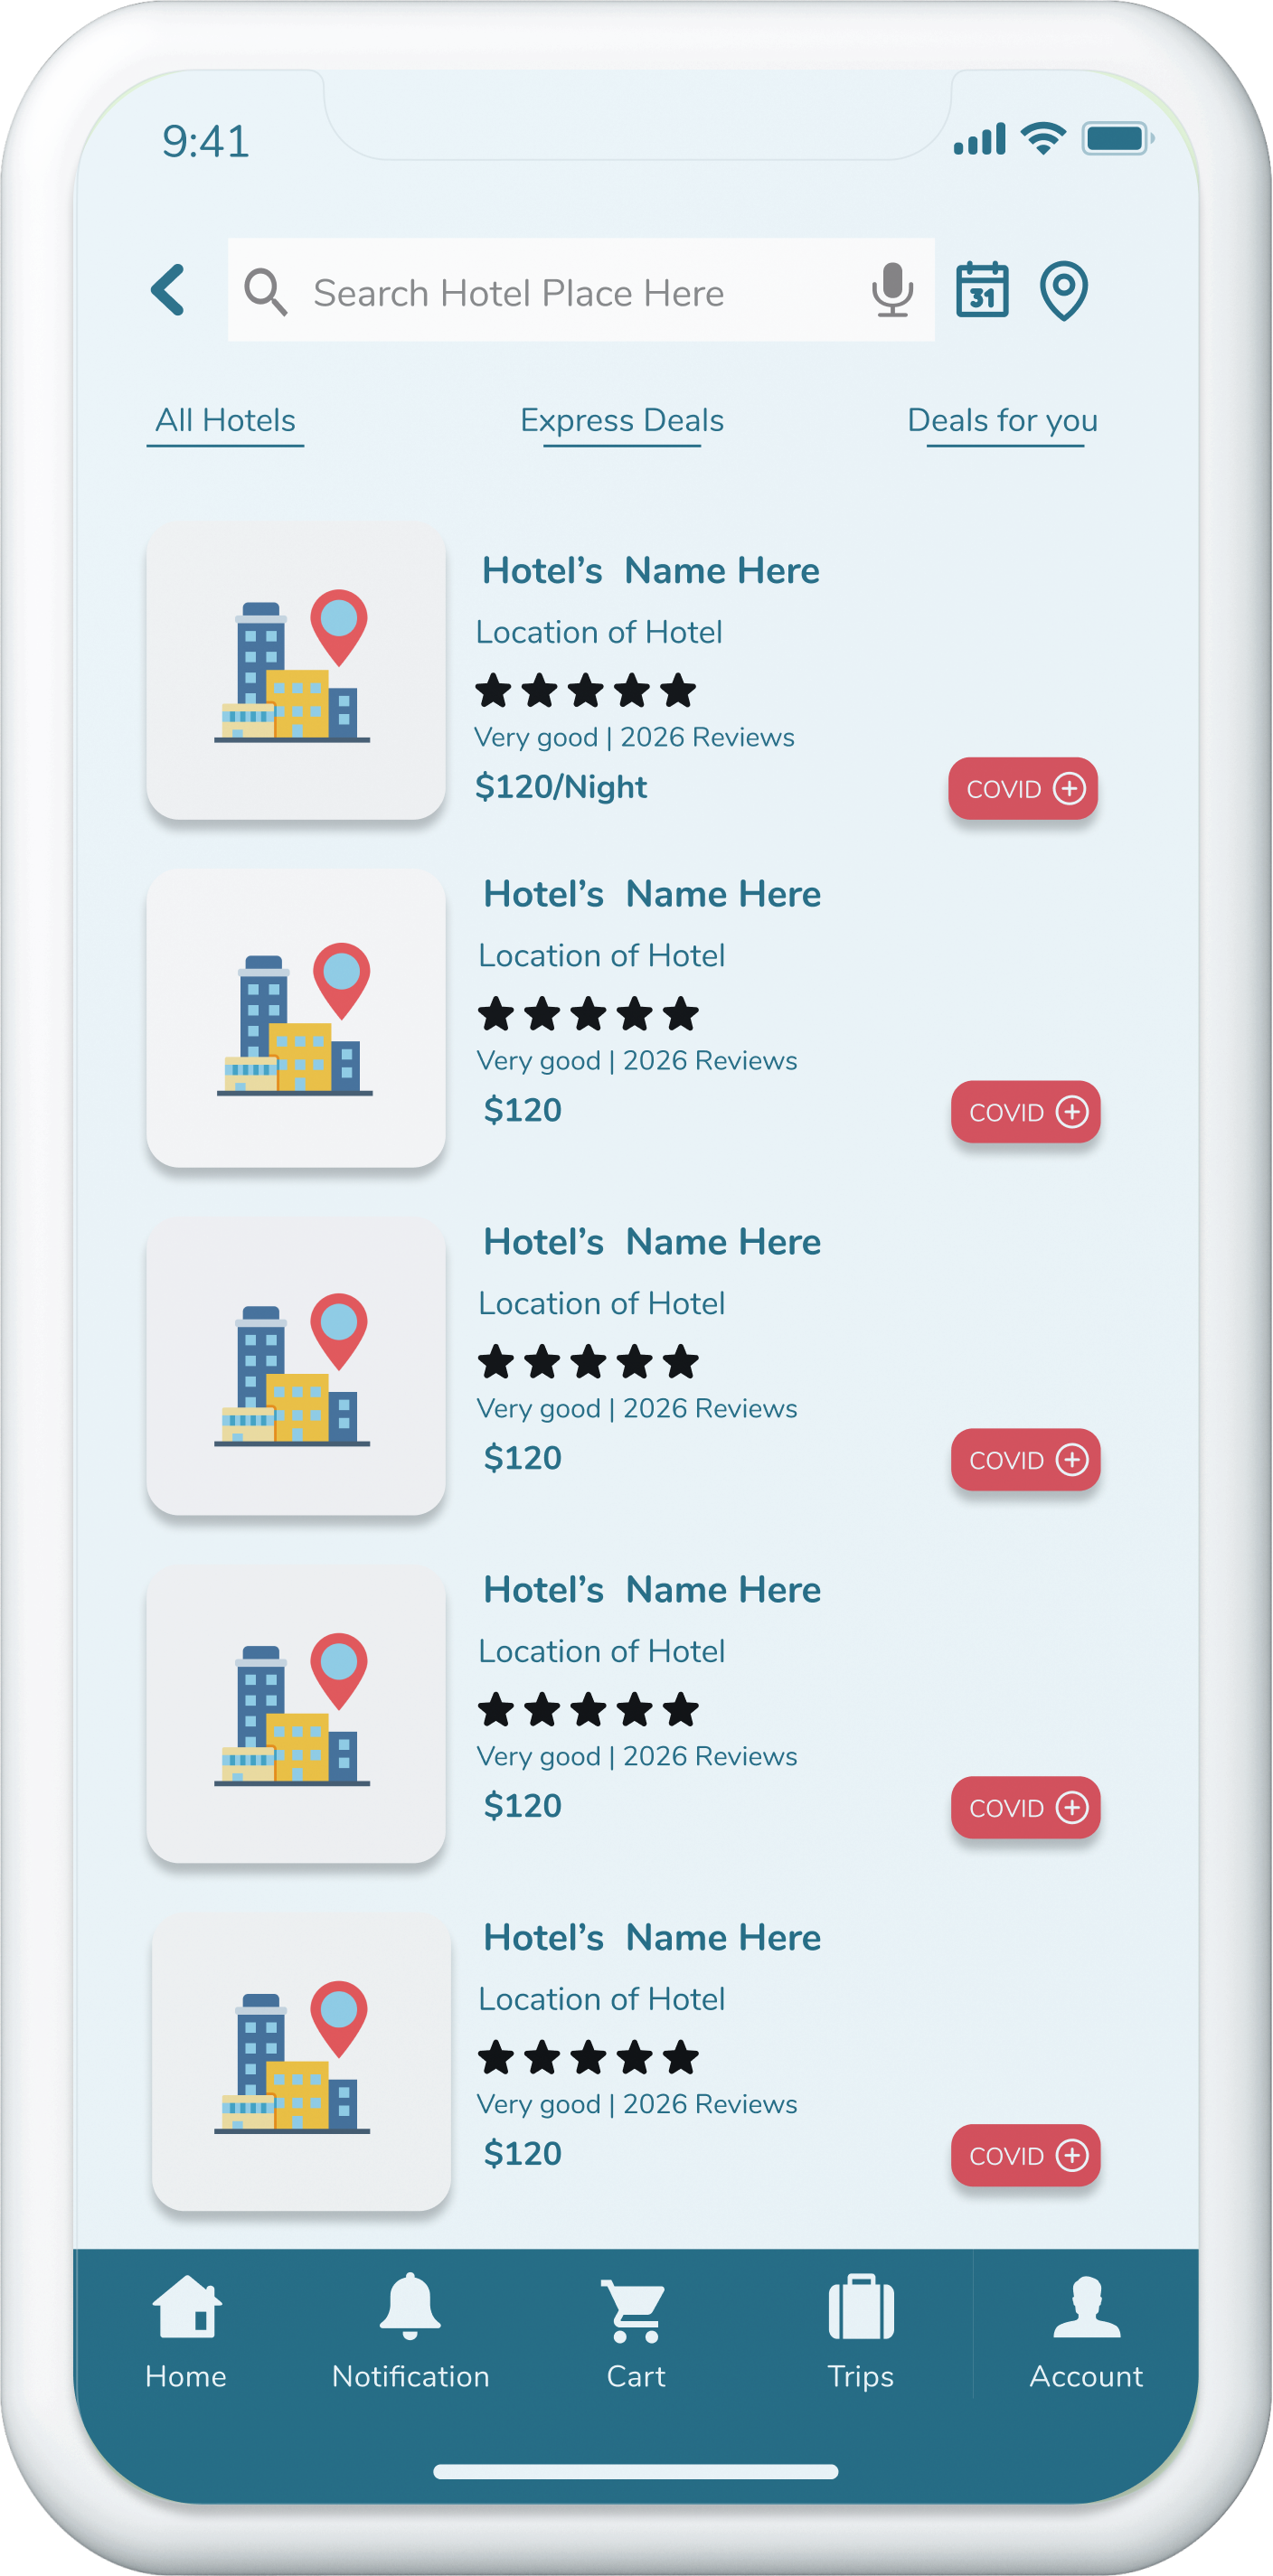 9:41
Search Hotel Place Here
31
All Hotels
Express Deals
Deals for you
Hotel’s Name Here
Location of Hotel
Very good | 2026 Reviews
$120/Night
COVID
Hotel’s Name Here
Location of Hotel
Very good | 2026 Reviews
$120
COVID
Hotel’s Name Here
Location of Hotel
Very good | 2026 Reviews
$120
COVID
Hotel’s Name Here
Location of Hotel
Very good | 2026 Reviews
$120
COVID
Hotel’s Name Here
Location of Hotel
Very good | 2026 Reviews
$120
COVID
Home
Notification
Cart
Trips
Account